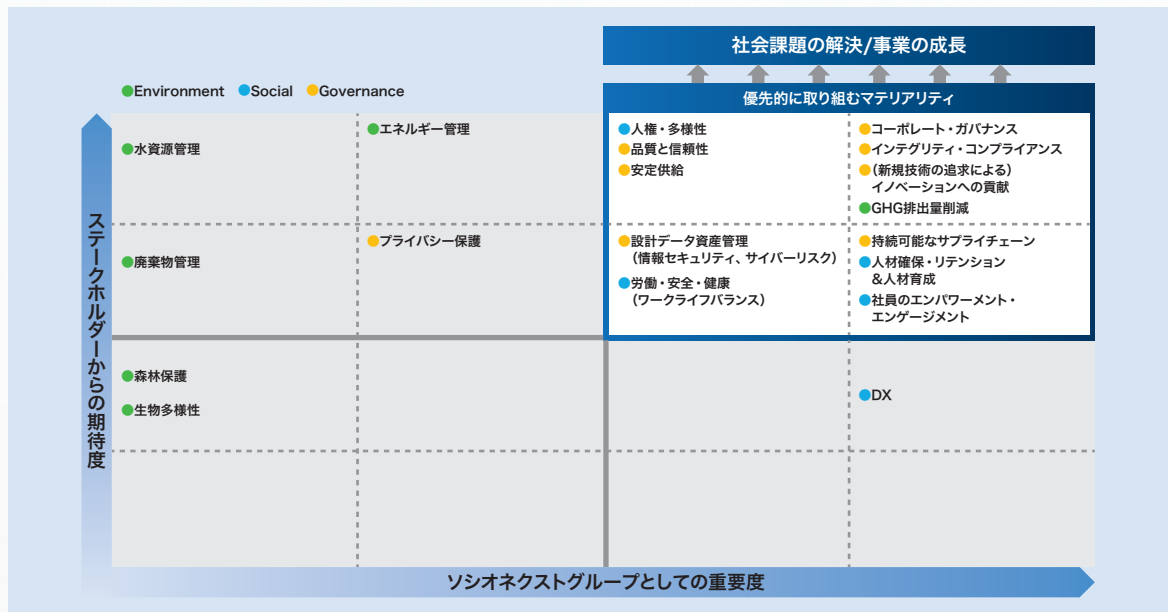 社会課題の解決/事業の成長
Environment Social Governance
優先的に取り組むマテリアリティ
ステークホルダーからの期待度
水資源管理
エネルギー管理
人権・多様性
品質と信頼性
安定供給
コーポレート・ガバナンス
インテグリティ・コンプライアンス
(新規技術の追求による)
イノベーションへの貢献
GHG排出量削減
廃棄物管理
プライバシー保護
設計データ資産管理
(情報セキュリティ、サイバーリスク)
労働・安全・健康
(ワークライフバランス)
持続可能なサプライチェーン
人材確保・リテンション
&人材育成
社員のエンパワーメント・
エンゲージメント
森林保護
生物多様性
DX
ソシオネクストグループとしての重要度